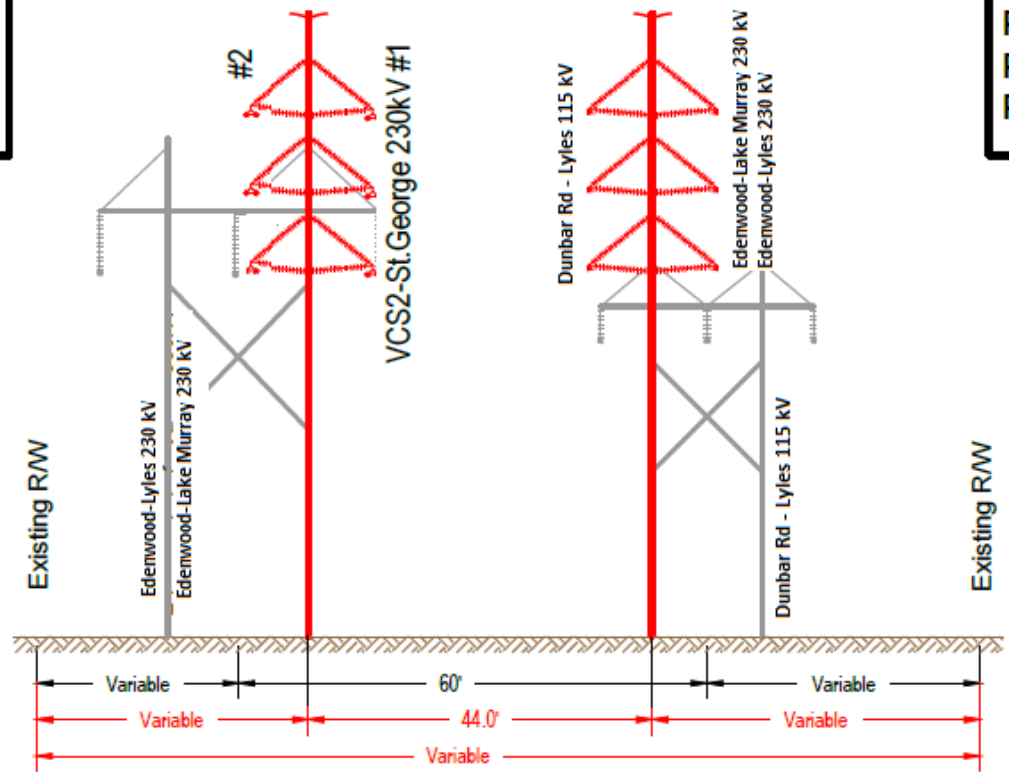 #2
VCS2-St.George 230kV #1
Dunbar Rd - Lyles 115 kV
Edenwood-Lake Murray 230 kV
Edenwood-Lyles 230 kV
Existing R/W
Edenwood-Lyles 230 kV
Edenwood-Lake Murray 230 kV
Dunbar Rd - Lyles 115 kV
Existing R/W
Variable
60'
Variable
Variable
44.0'
Variable
Variable